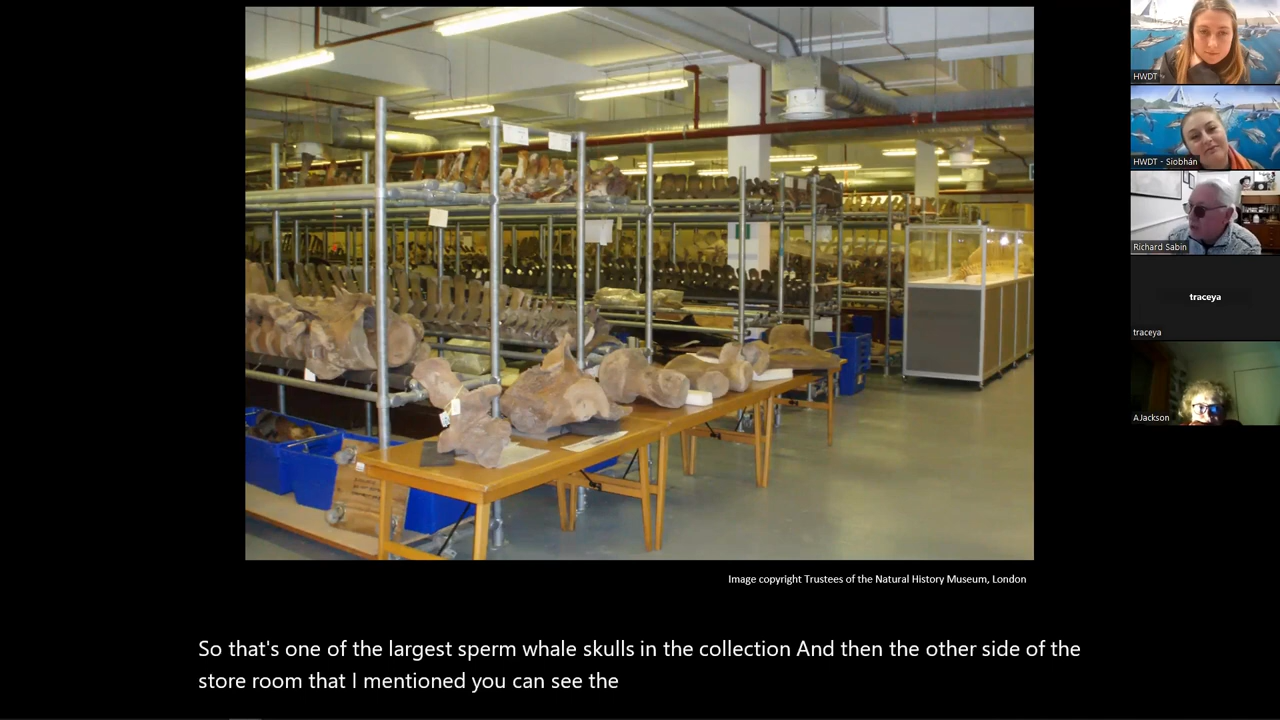 HWDT
HWDT - Siobhán
Richard Sabin
traceya
traceya
AJackson
Image copyright Trustees of the Natural History Museum, London
So that's one of the largest sperm whale skulls in the collection And then the other side of the
store room that I mentioned you can see the